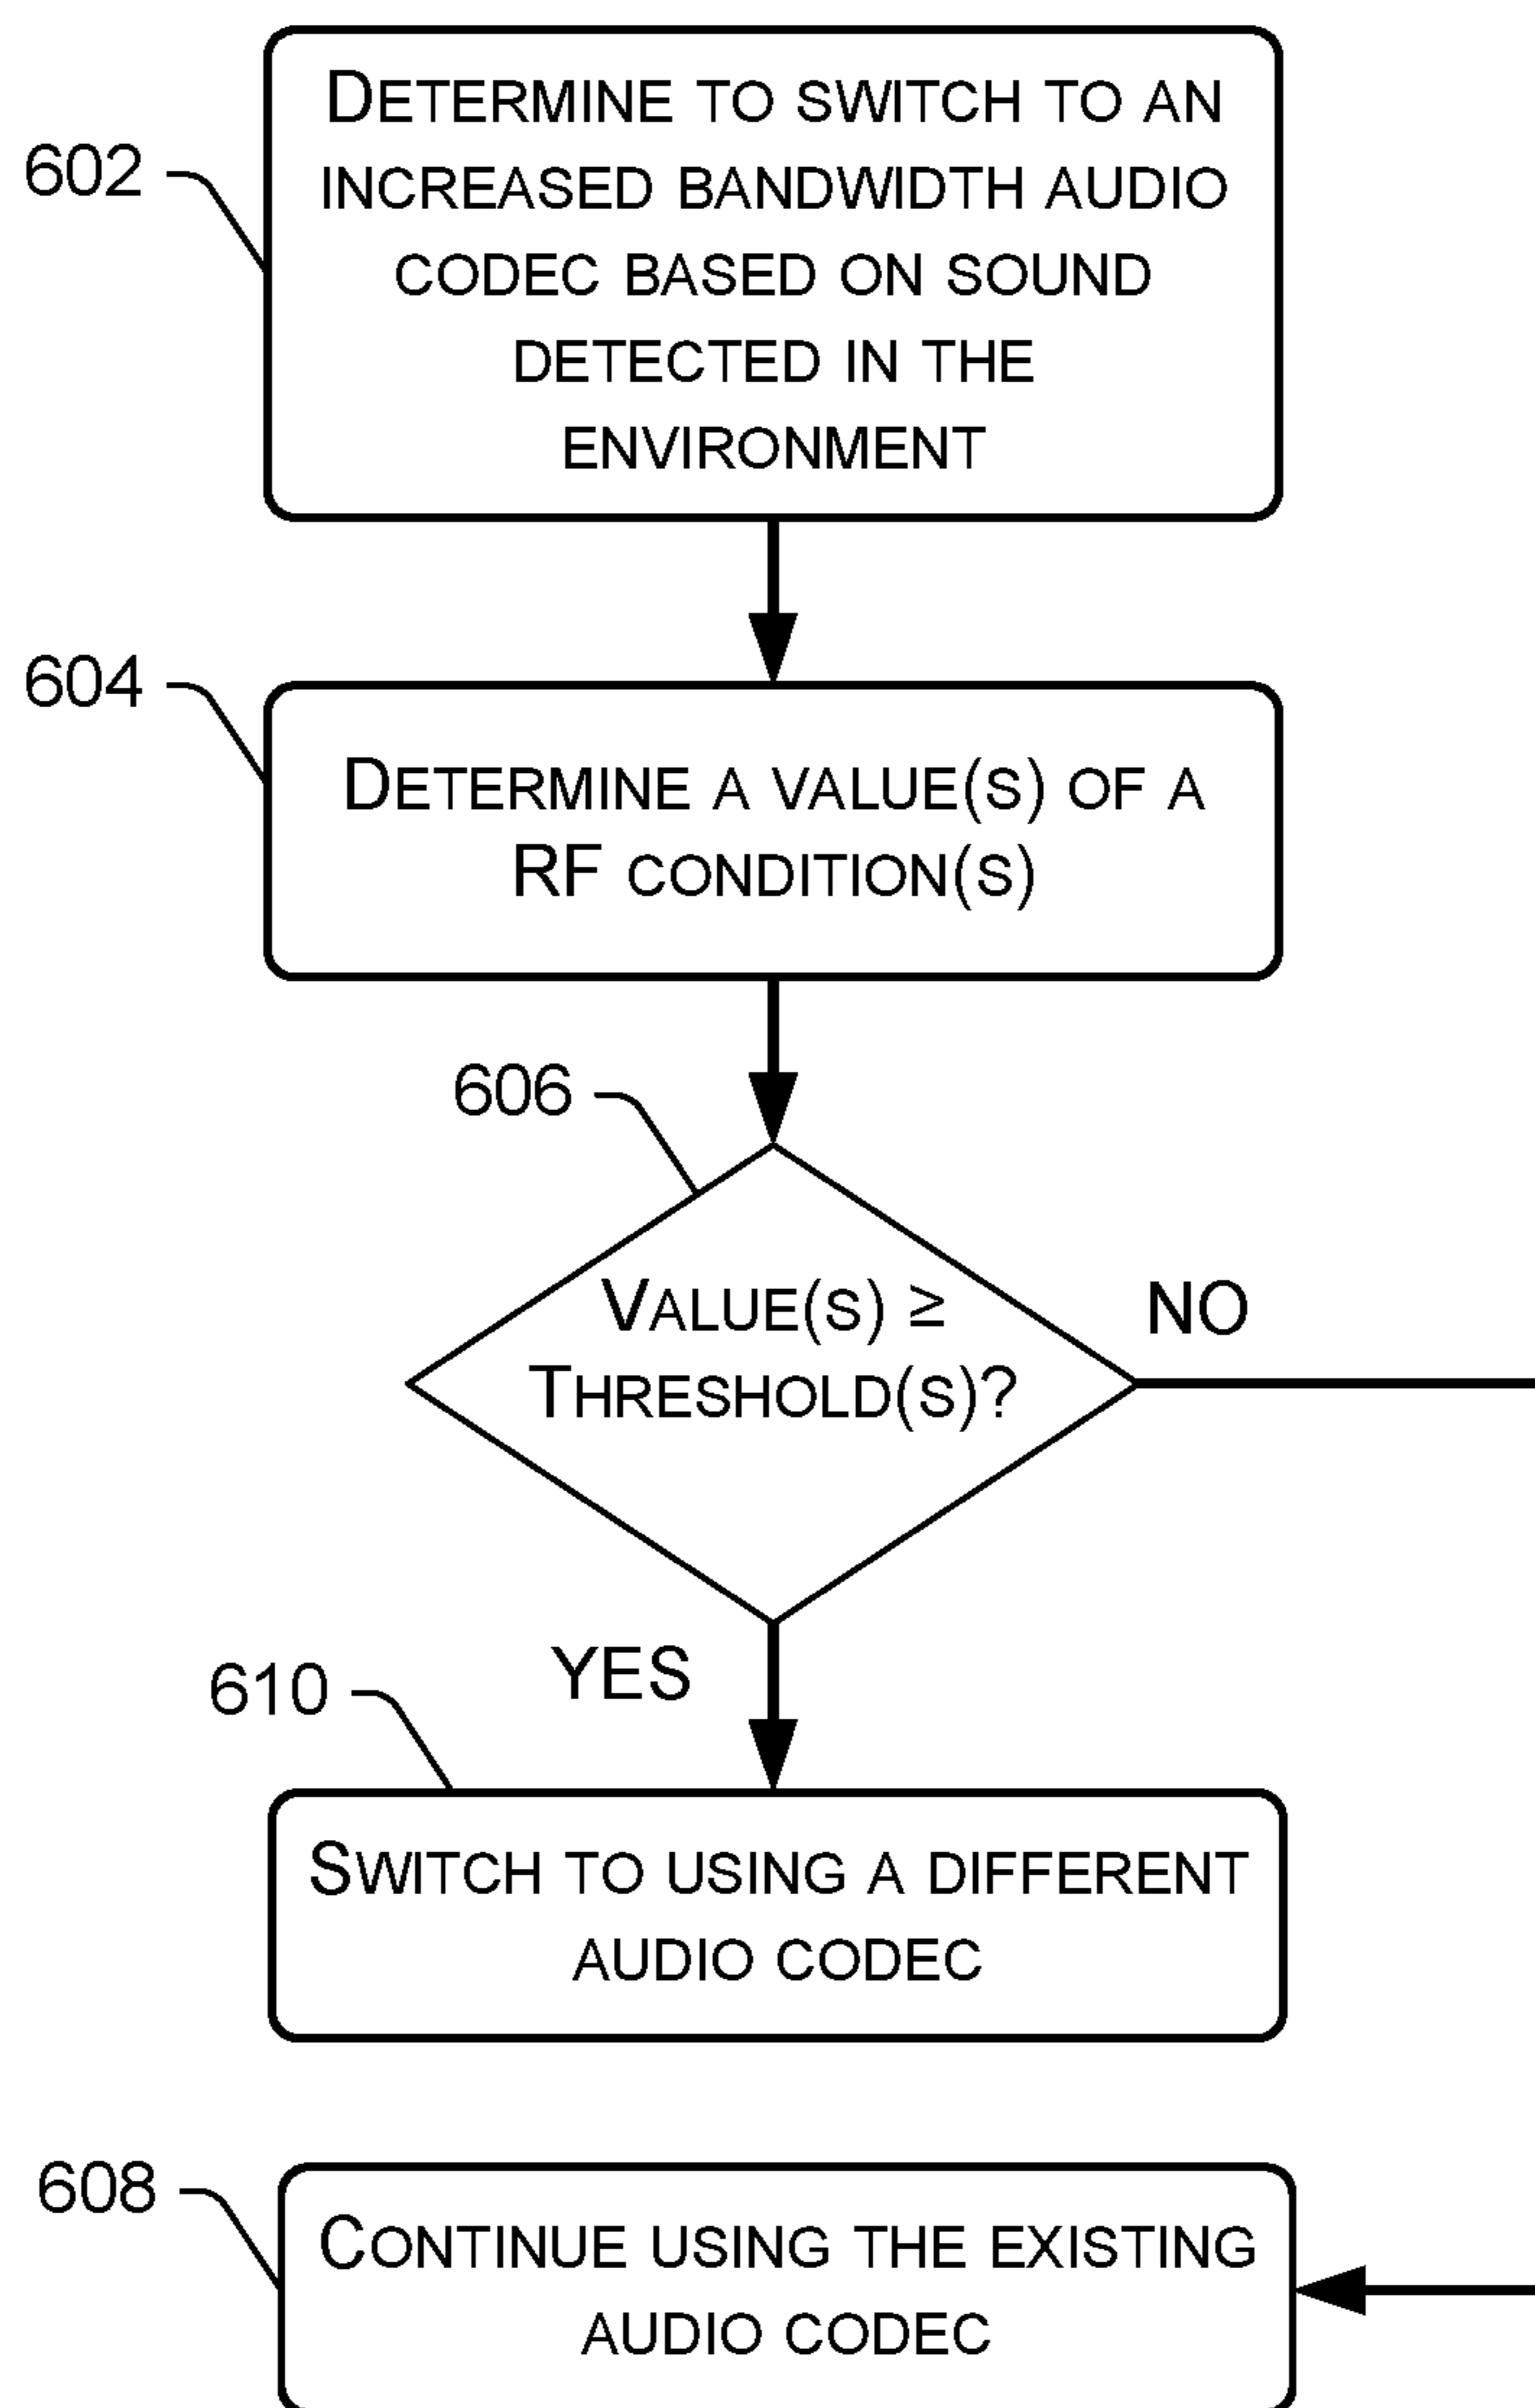 602
DETERMINE TO SWITCH TO AN
INCREASED BANDWIDTH AUDIO
CODEC BASED ON SOUND
DETECTED IN THE
ENVIRONMENT
604
DETERMINE A VALUE(S) OF A
RF CONDITION(S)
606
VALUE(S) ≥
THRESHOLD(S)?
NO
YES
610
SWITCH TO USING A DIFFERENT
AUDIO CODEC
608
CONTINUE USING THE EXISTING
AUDIO CODEC